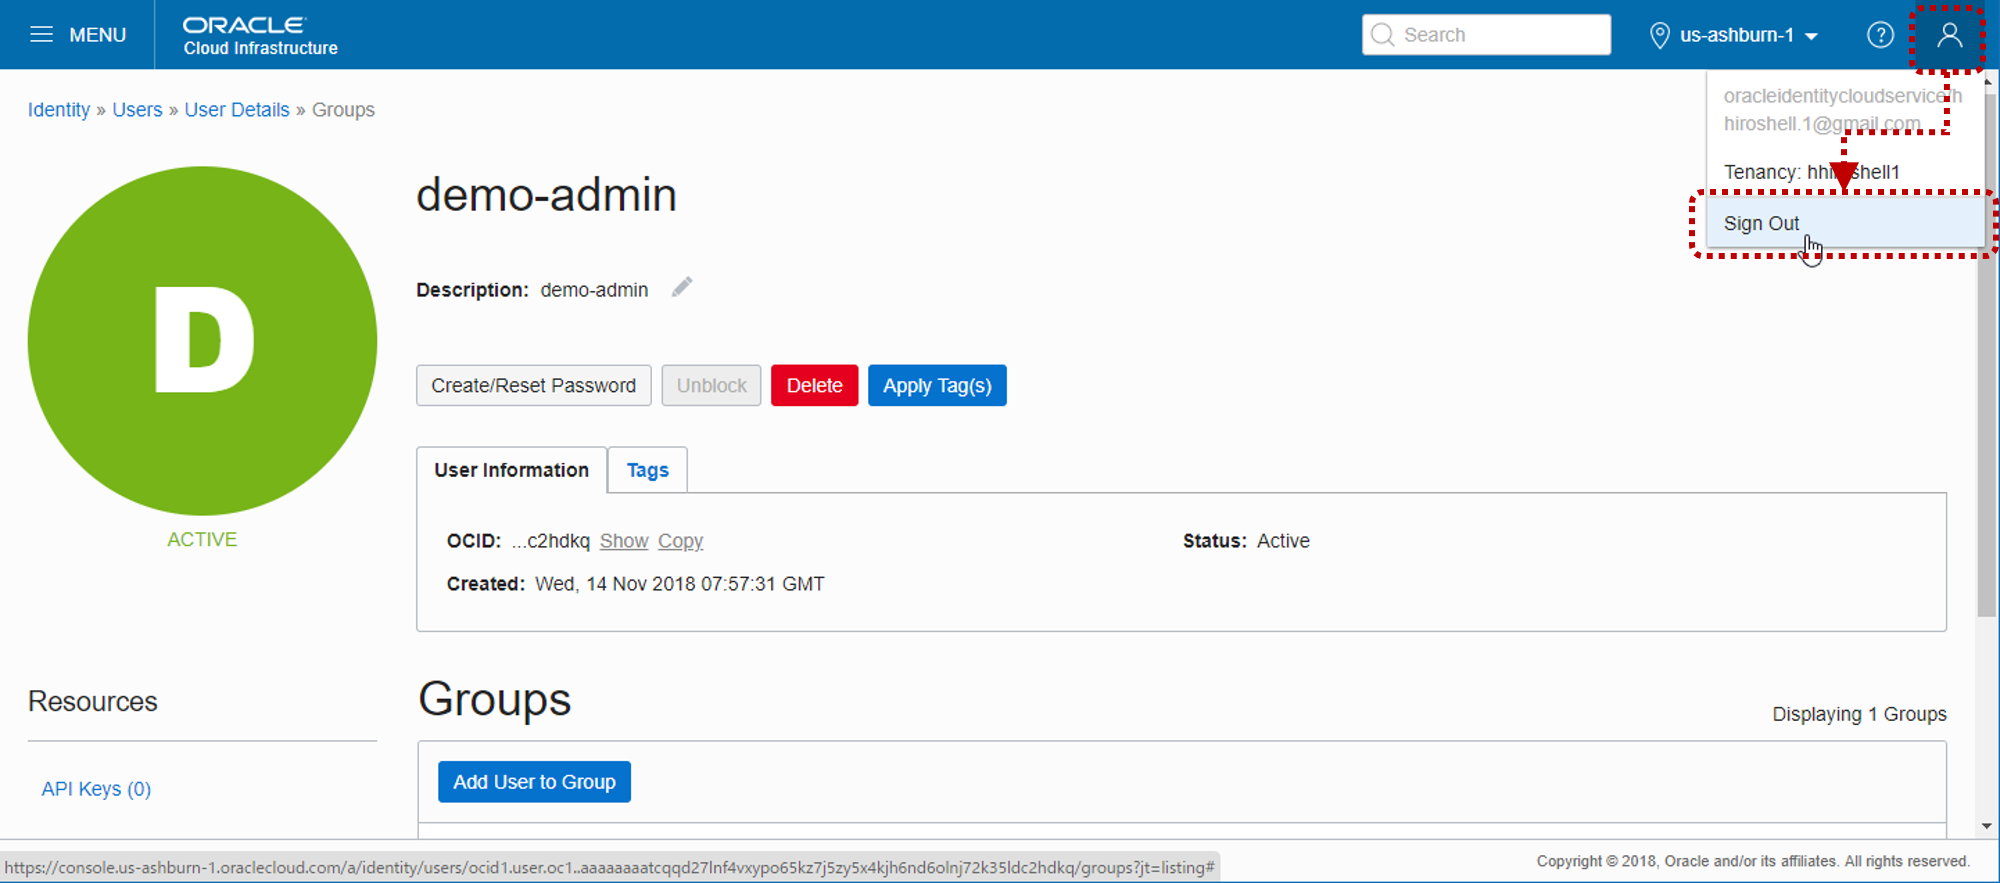 MENU
ORACLE
Cloud Infrastructure
Search
us-ashburn-1
?
Identity » Users » User Details » Groups
oracleidentitycloudservice/h
hiroshell.1@gmail.com
Tenancy: hhiroshell1
Sign Out
D
ACTIVE
demo-admin
Description: demo-admin
Create/Reset Password
Unblock
Delete
Apply Tag(s)
User Information
Tags
OCID: ...c2hdkq Show Copy
Status: Active
Created: Wed, 14 Nov 2018 07:57:31 GMT
Resources
API Keys (0)
Groups
Displaying 1 Groups
Add User to Group
https://console.us-ashburn-1.oraclecloud.com/a/identity/users/ocid1.user.oc1..aaaaaaaatcqqd27lnf4vxypo65kz7j5zy5x4kjh6nd6olnj72k35ldc2hdkq/groups?jt=listing#
Copyright © 2018, Oracle and/or its affiliates. All rights reserved.